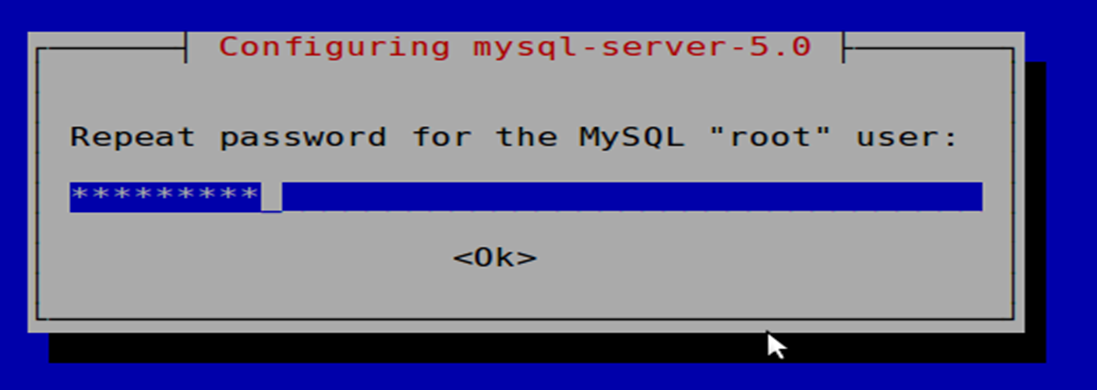 Configuring mysql-server-5.0
Repeat password for the MySQL "root" user:
*********_
<Ok>